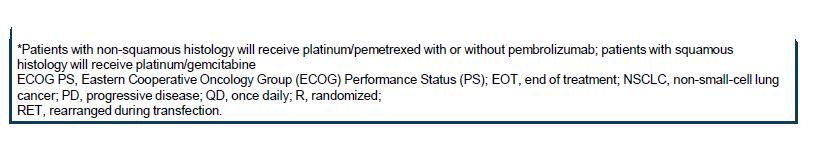 *Patients with non-squamous histology will receive platinum/pemetrexed with or without pembrolizumab; patients with squamous
histology will receive platinum/gemcitabine
ECOG PS, Eastern Cooperative Oncology Group (ECOG) Performance Status (PS); EOT, end of treatment; NSCLC, non-small-cell lung
cancer; PD, progressive disease; QD, once daily; R, randomized;
RET, rearranged during transfection.